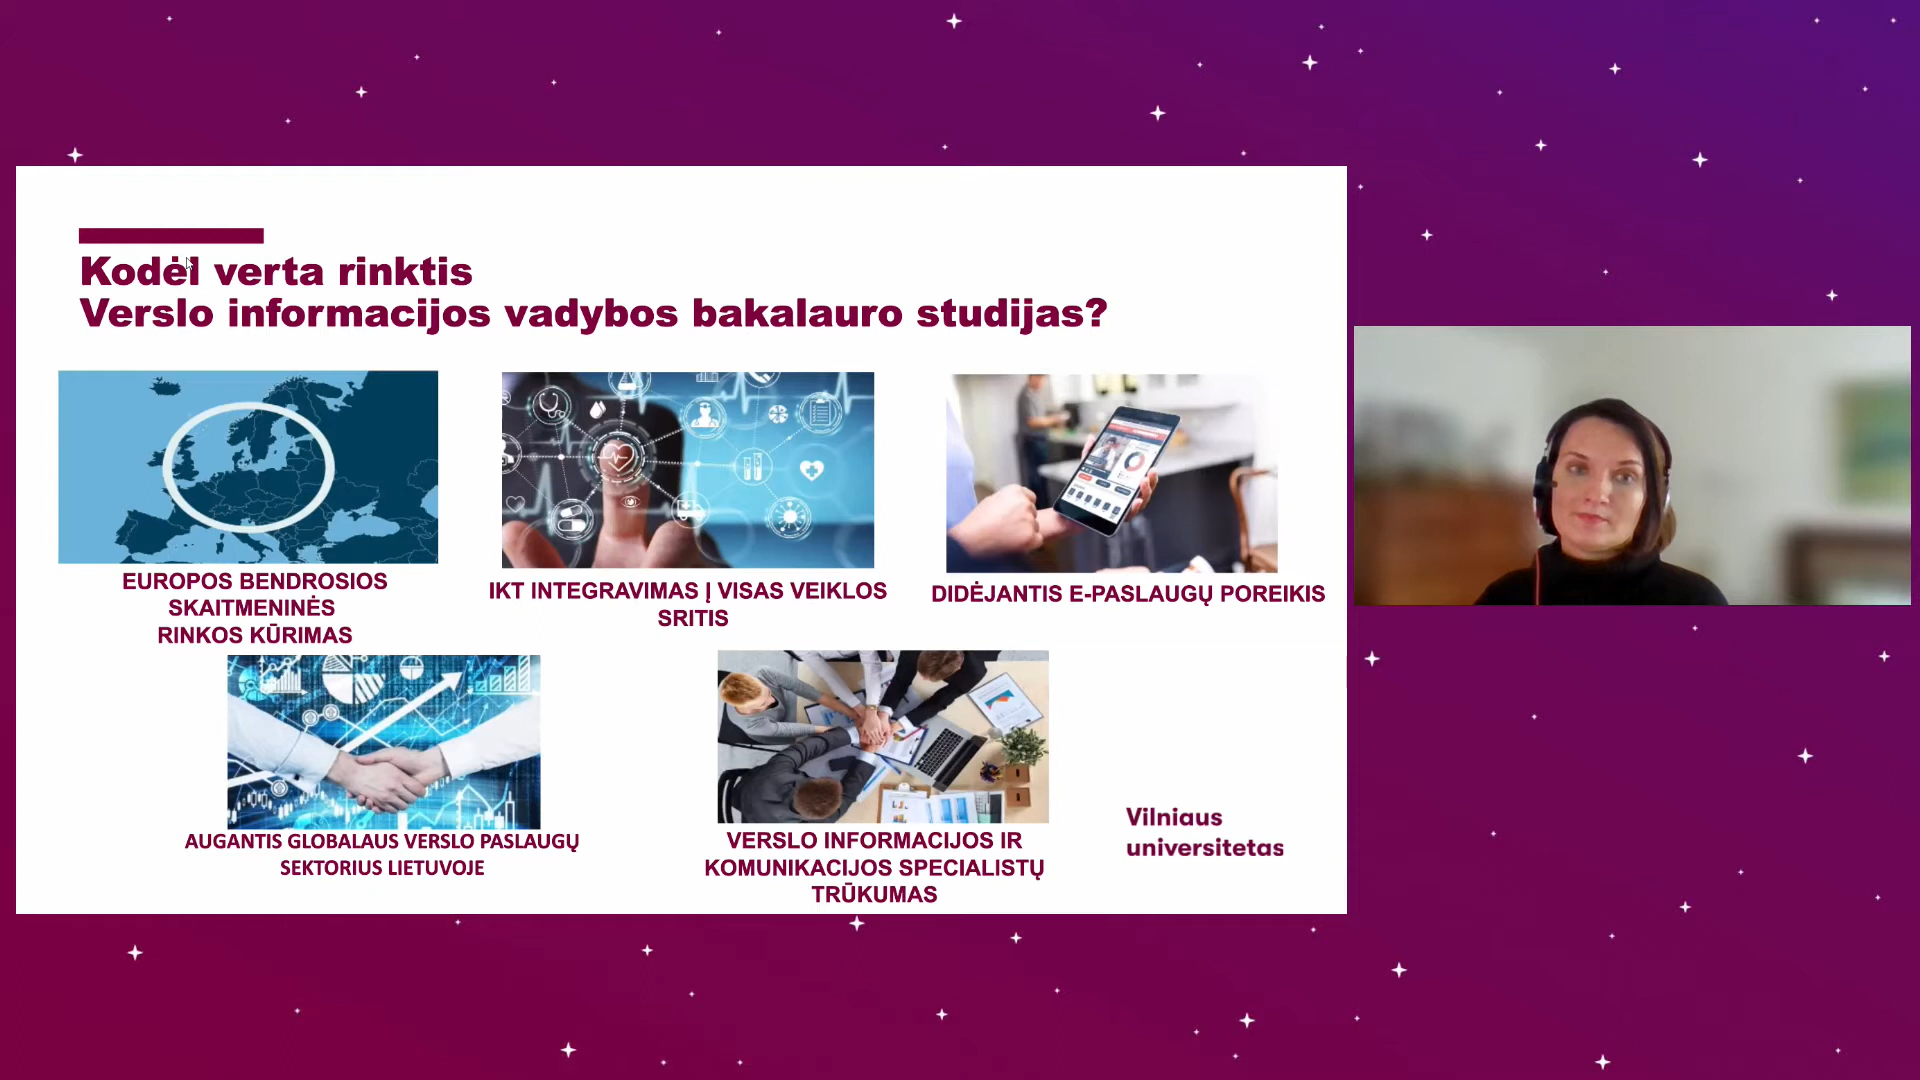 Kodėl verta rinktis
Verslo informacijos vadybos bakalauro studijas?
EUROPOS BENDROSIOS
SKAITMENINĖS
RINKOS KŪRIMAS
IKT INTEGRAVIMAS Į VISAS VEIKLOS
SRITIS
DIDĖJANTIS E-PASLAUGŲ POREIKIS
AUGANTIS GLOBALAUS VERSLO PASLAUGŲ
SEKTORIUS LIETUVOJE
VERSLO INFORMACIJOS IR
KOMUNIKACIJOS SPECIALISTŲ
TRŪKUMAS
Vilniaus
universitetas